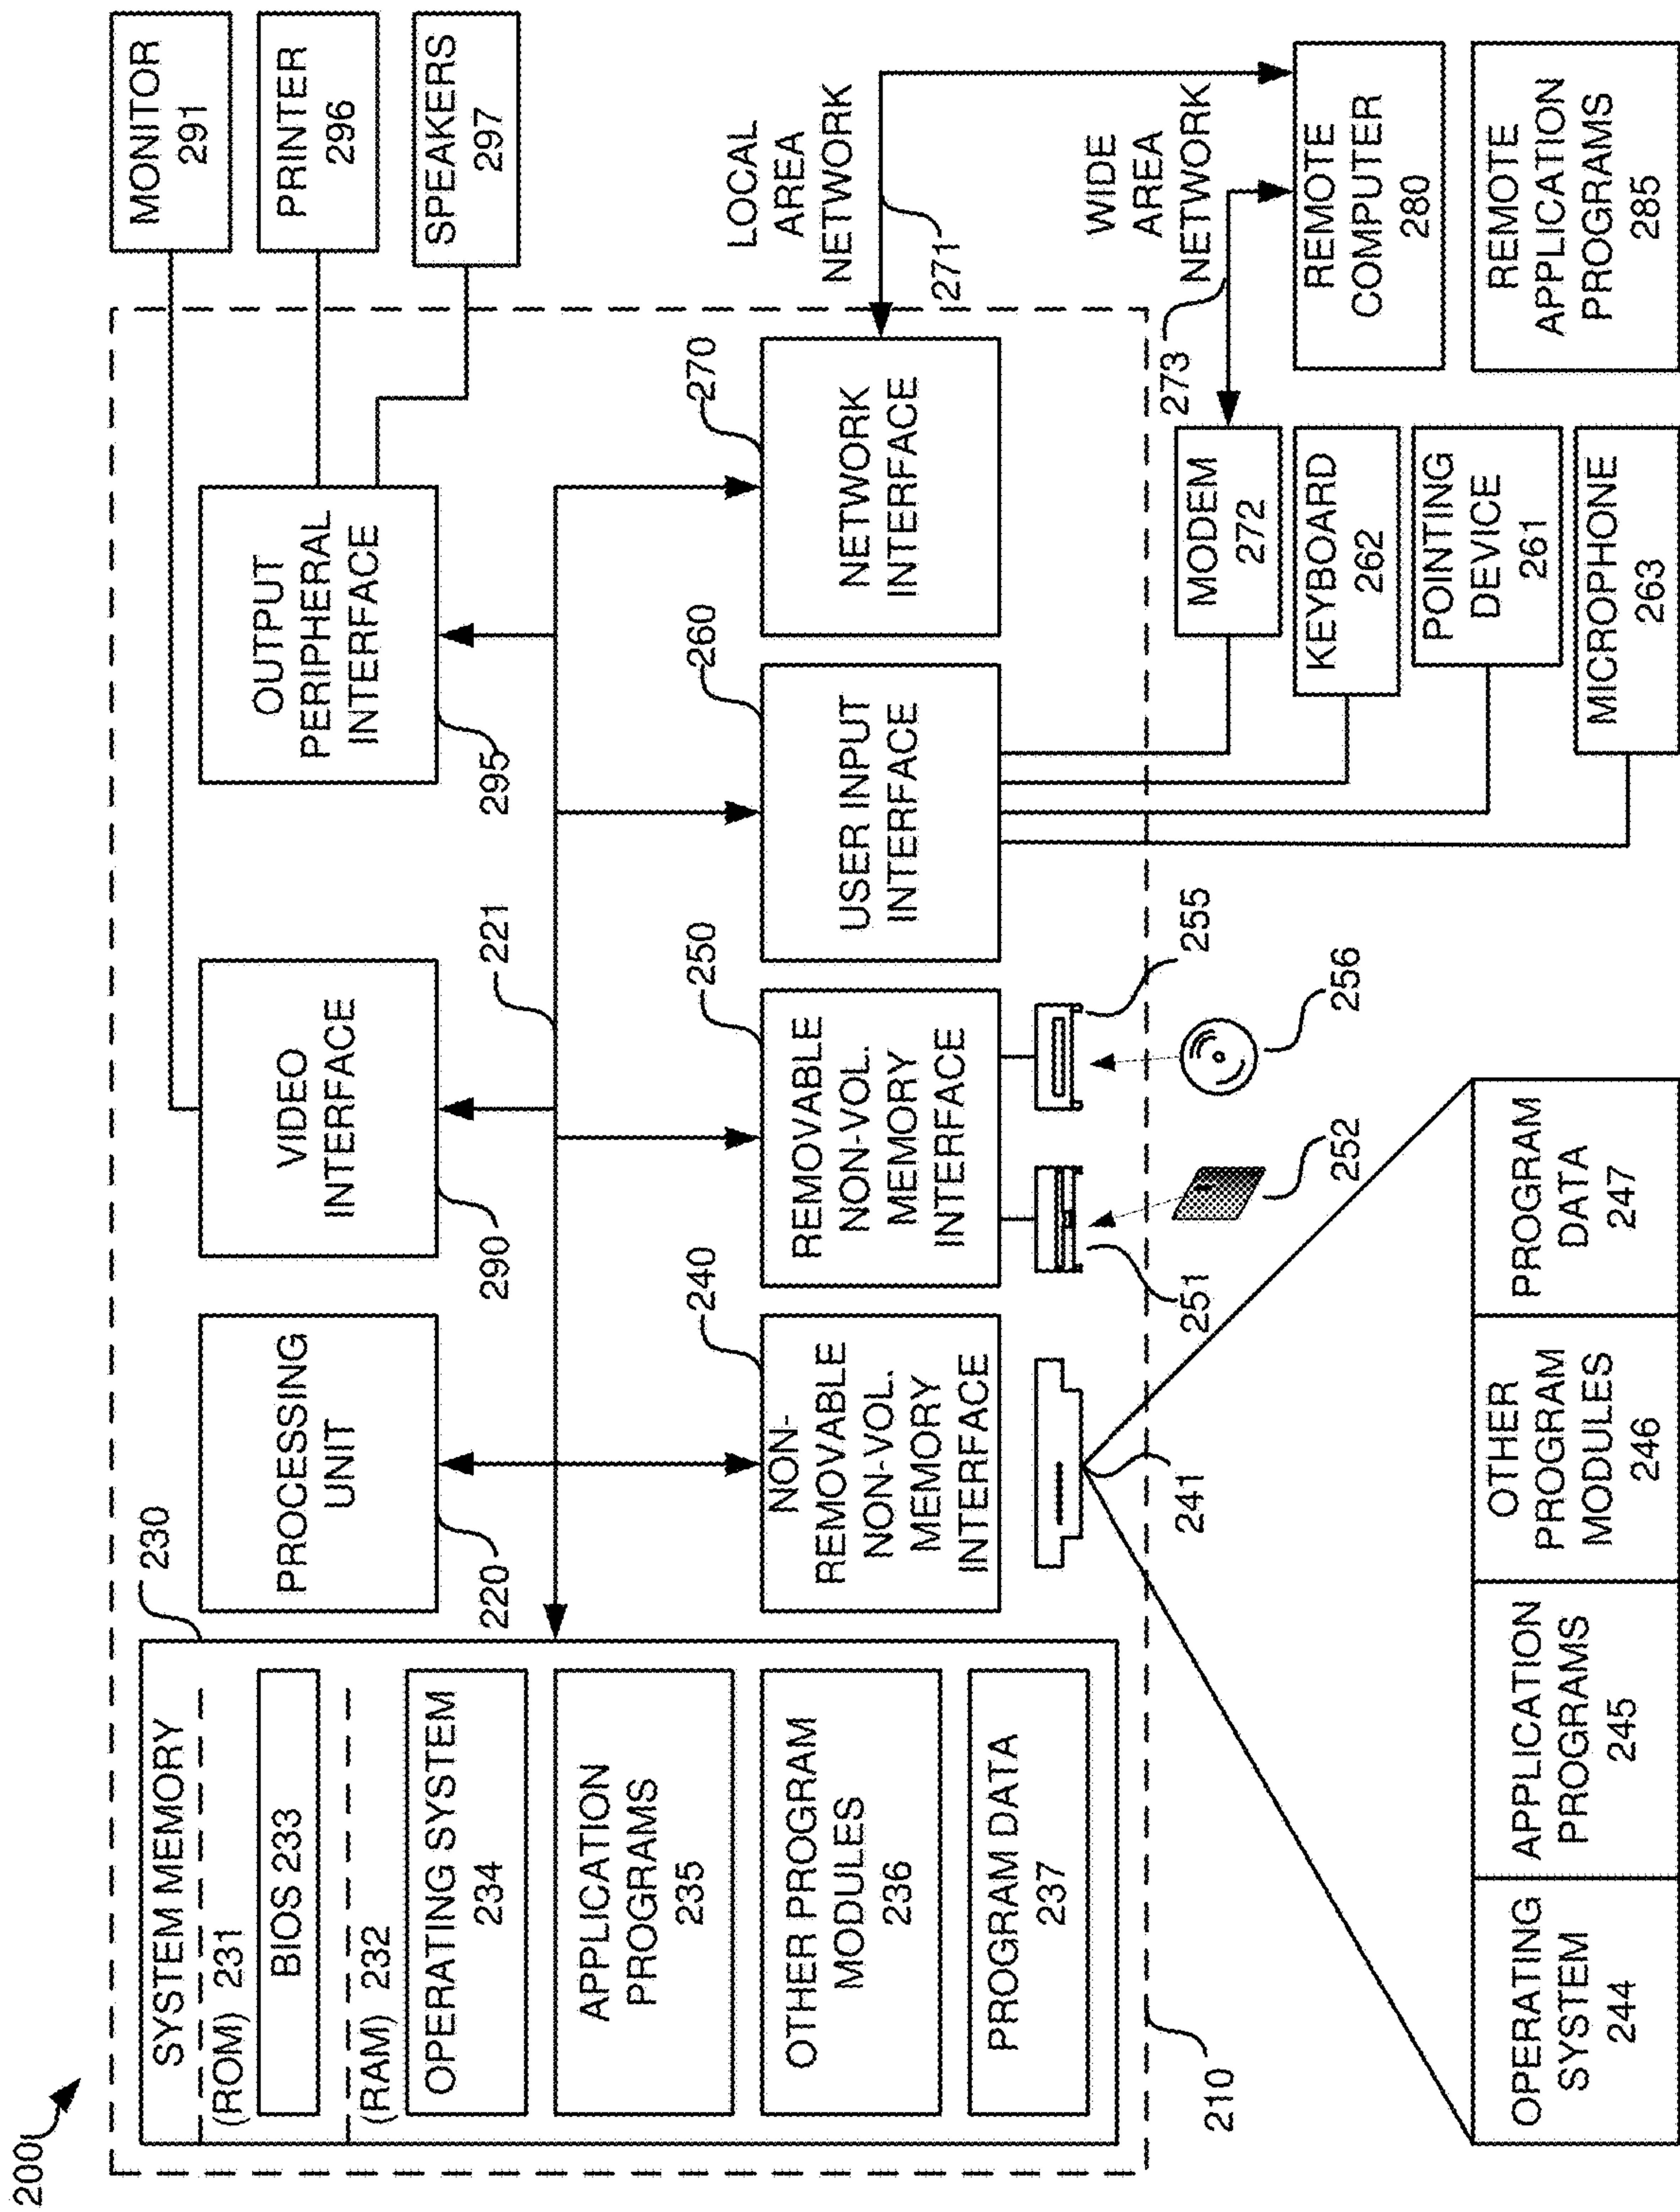 200
SYSTEM MEMORY
(ROM) 231
BIOS 233
(RAM) 232
OPERATING SYSTEM
234
APPLICATION
PROGRAMS
235
OTHER PROGRAM
MODULES
236
PROGRAM DATA
237
230
PROCESSING
UNIT
220
VIDEO
INTERFACE
290
221
OUTPUT
PERIPHERAL
INTERFACE
295
MONITOR
291
PRINTER
296
SPEAKERS
297
240
NON-
REMOVABLE
NON-VOL.
MEMORY
INTERFACE
250
REMOVABLE
NON-VOL.
MEMORY
INTERFACE
260
USER INPUT
INTERFACE
270
NETWORK
INTERFACE
LOCAL
AREA
NETWORK
271
WIDE
AREA
NETWORK
273
210
241
251
252
255
256
MODEM
272
KEYBOARD
262
POINTING
DEVICE
261
MICROPHONE
263
REMOTE
COMPUTER
280
REMOTE
APPLICATION
PROGRAMS
285
OPERATING
SYSTEM
244
APPLICATION
PROGRAMS
245
OTHER
PROGRAM
MODULES
246
PROGRAM
DATA
247